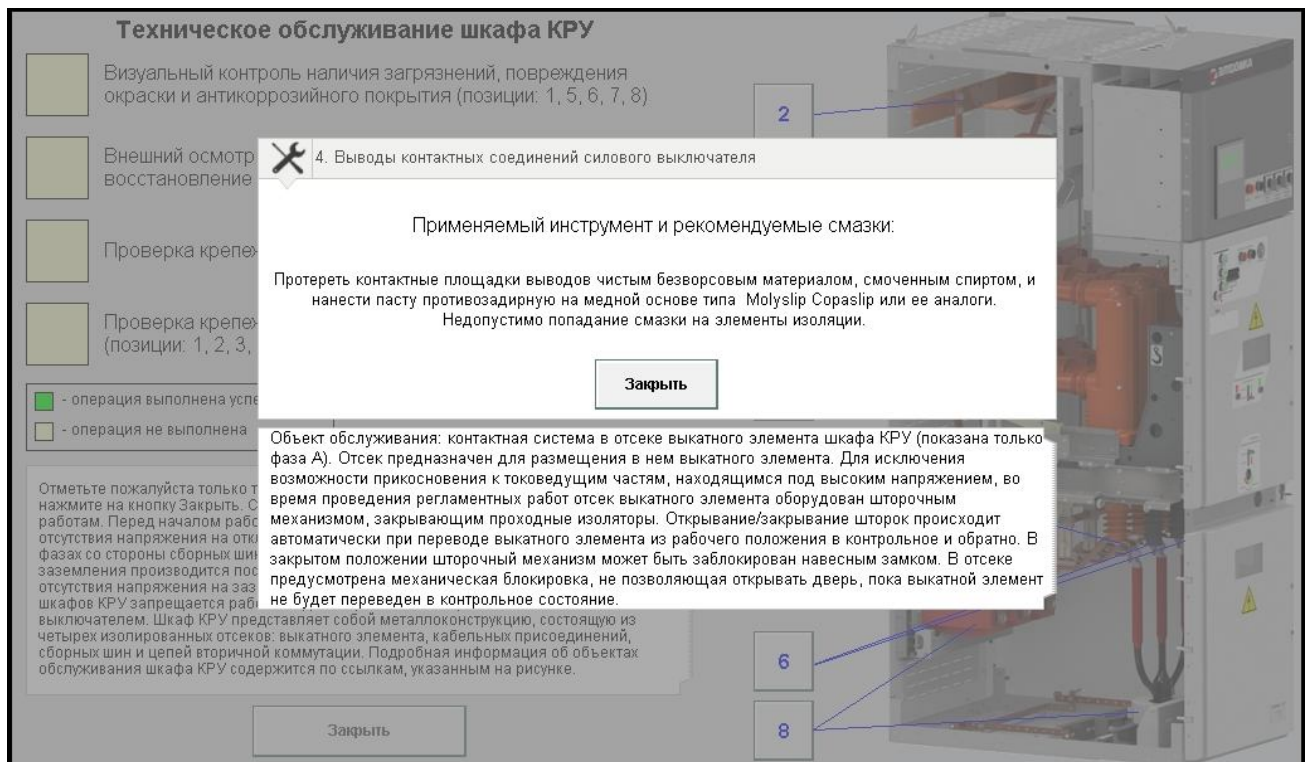 Техническое обслуживание шкафа КРУ
Визуальный контроль наличия загрязнений, повреждения
окраски и антикоррозийного покрытия (позиции: 1, 5, 6, 7, 8)
2
Внешний осмотр
восстановление
4. Выводы контактных соединений силового выключателя
Применяемый инструмент и рекомендуемые смазки:
Протереть контактные площадки выводов чистым безворсовым материалом, смоченным спиртом, и
нанести пасту противозадирную на медной основе типа Molyslip Copaslip или ее аналоги.
Недопустимо попадание смазки на элементы изоляции.
Закрыть
Проверка
Проверка
(позиции: 1, 2, 3,
- операция выполнена
- операция не выполнена
Объект обслуживания: контактная система в отсеке выкатного элемента шкафа КРУ (показана только
фаза А). Отсек предназначен для размещения в нем выкатного элемента. Для исключения
возможности прикосновения к токоведущим частям, находящимся под высоким напряжением, во
время проведения регламентных работ отсек выкатного элемента оборудован шторочным
механизмом, закрывающим проходные изоляторы. Открывание/закрывание шторок происходит
автоматически при переводе выкатного элемента из рабочего положения в контрольное и обратно. В
закрытом положении шторочный механизм может быть заблокирован навесным замком. В отсеке
предусмотрена механическая блокировка, не позволяющая открывать дверь, пока выкатной элемент
не будет переведен в контрольное состояние.
Отметьте пожалуйста только
нажмите на кнопку Закрыть.
работам. Перед началом
отсутствия напряжения на
фазах со стороны сборных
заземления производится
отсутствия напряжения на
шкафов КРУ запрещается
выключателем. Шкаф КРУ представляет собой металлоконструкцию, состоящую из
четырех изолированных отсеков: выкатного элемента, кабельных присоединений,
сборных шин и цепей вторичной коммутации. Подробная информация об объектах
обслуживания шкафа КРУ содержится по ссылкам, указанным на рисунке.
6
8
Закрыть